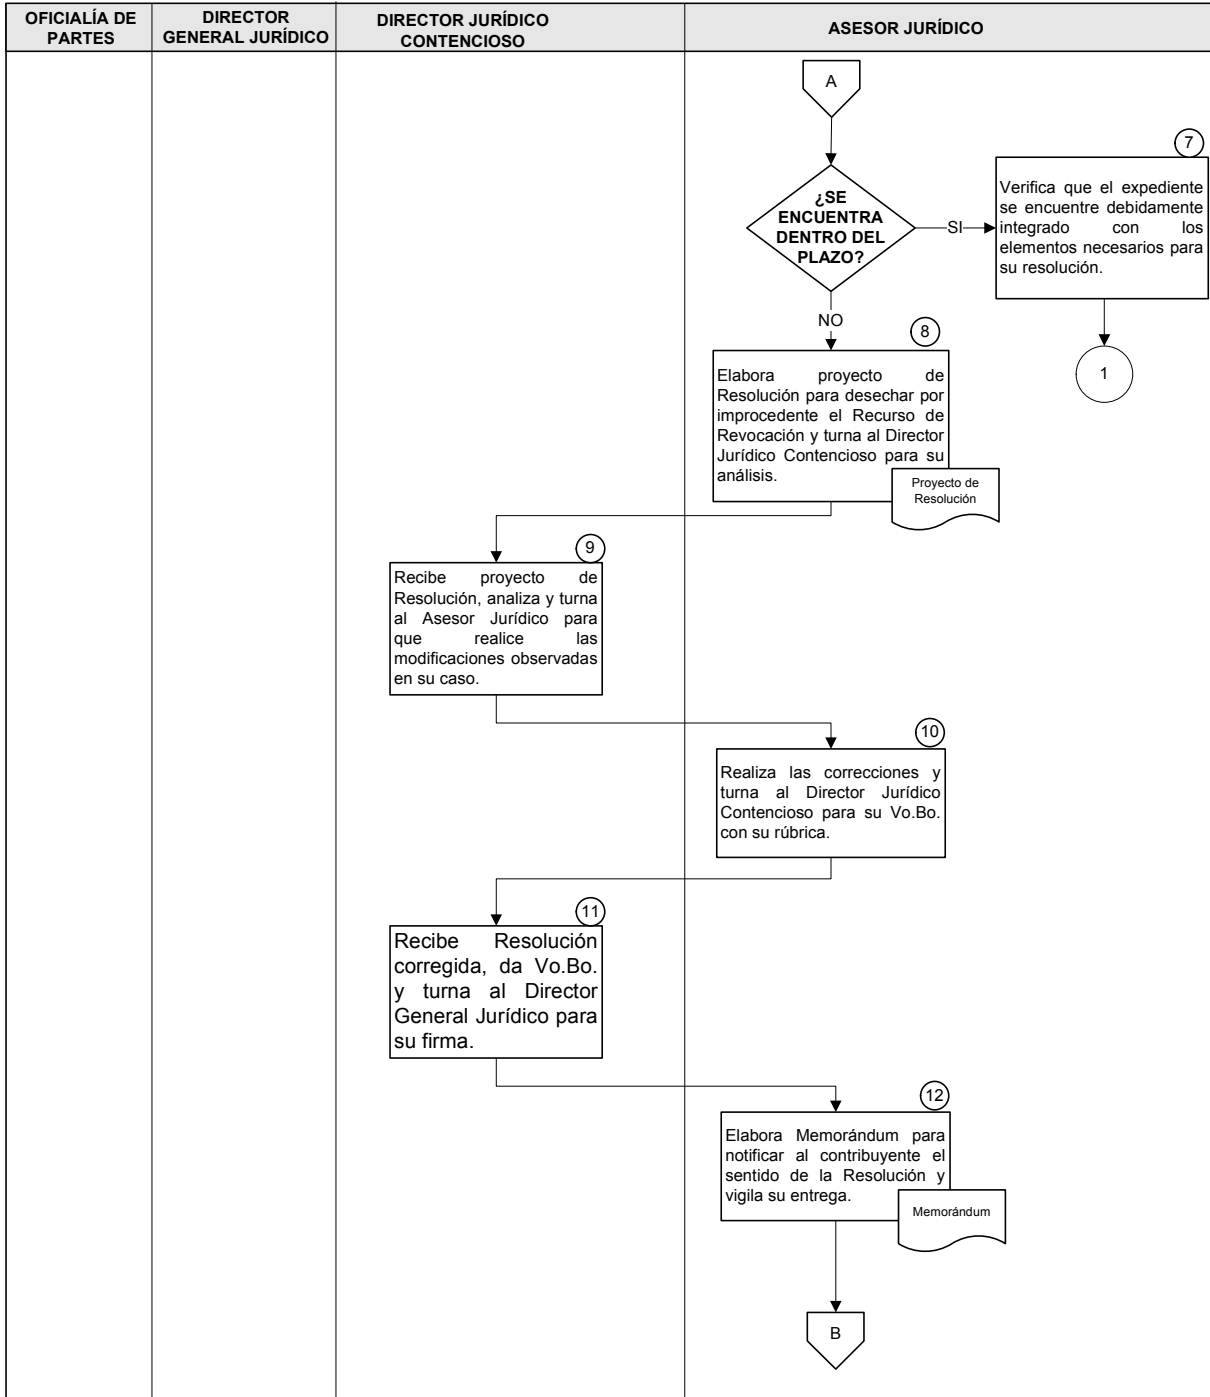 OFICIALÍA DE
PARTES
DIRECTOR
GENERAL JURÍDICO
DIRECTOR JURÍDICO
CONTENCIOSO
ASESOR JURÍDICO
A
¿SE
ENCUENTRA
DENTRO DEL
PLAZO?
SI
7
Verifica que el expediente
se encuentre debidamente
integrado con los
elementos necesarios para
su resolución.
1
NO
8
Elabora proyecto de
Resolución para desechar por
improcedente el Recurso de
Revocación y turna al Director
Jurídico Contencioso para su
análisis.
Proyecto de
Resolución
9
Recibe proyecto de
Resolución, analiza y turna
al Asesor Jurídico para
que realice las
modificaciones observadas
en su caso.
10
Realiza las correcciones y
turna al Director Jurídico
Contencioso para su Vo.Bo.
con su rúbrica.
11
Recibe Resolución
corregida, da Vo.Bo.
y turna al Director
General Jurídico para
su firma.
12
Elabora Memorándum para
notificar al contribuyente el
sentido de la Resolución y
vigila su entrega.
Memorándum
B